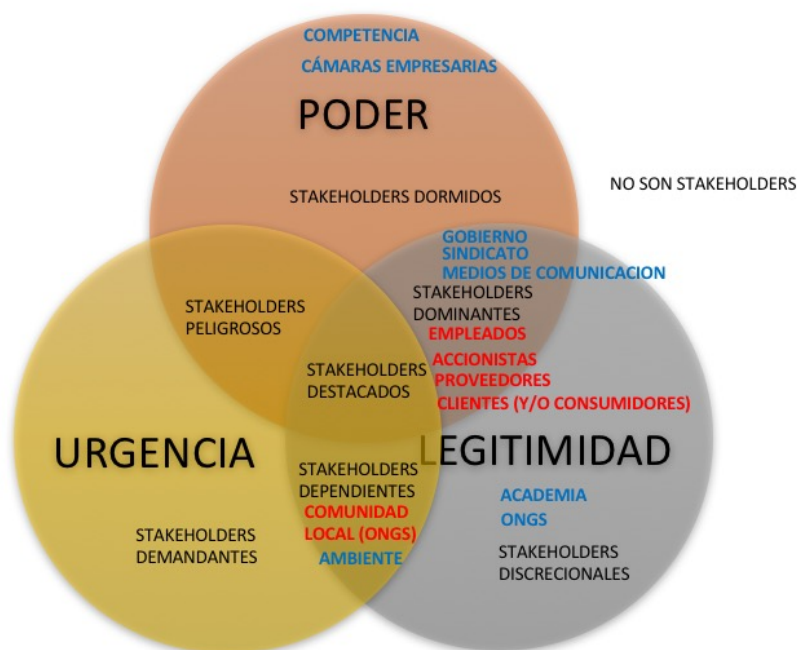 COMPETENCIA
CÁMARAS EMPRESARIAS
PODER
NO SON STAKEHOLDERS
STAKEHOLDERS DORMIDOS
GOBIERNO
SINDICATO
MEDIOS DE COMUNICACION
STAKEHOLDERS
DOMINANTES
EMPLEADOS
ACCIONISTAS
PROVEEDORES
CLIENTES (Y/O CONSUMIDORES)
STAKEHOLDERS
PELIGROSOS
STAKEHOLDERS
DESTACADOS
URGENCIA
LEGITIMIDAD
STAKEHOLDERS
DEPENDIENTES
COMUNIDAD
LOCAL (ONGS)
AMBIENTE
STAKEHOLDERS
DEMANDANTES
ACADEMIA
ONGS
STAKEHOLDERS
DISCRECIONALES